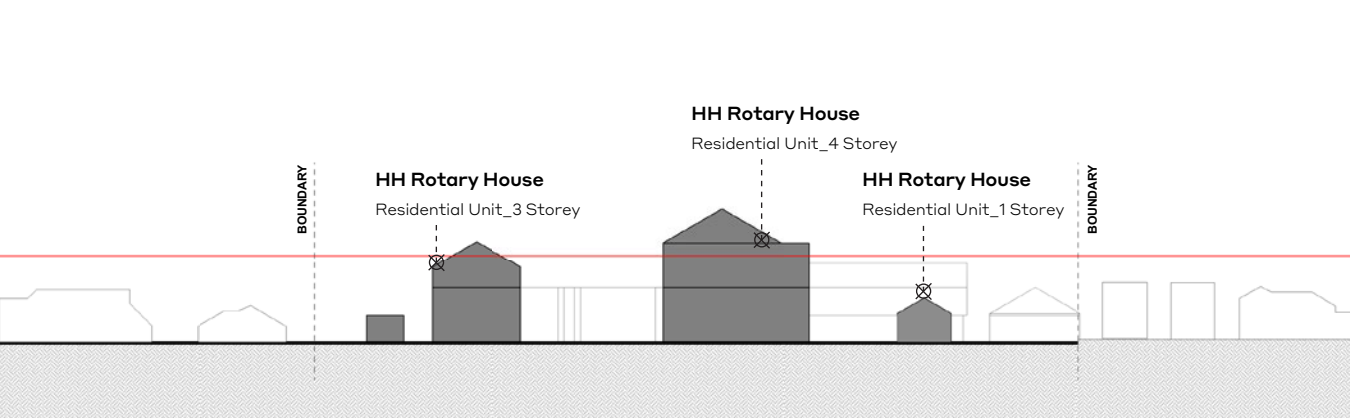 HH Rotary House
Residential Unit_4 Storey
BOUNDARY
HH Rotary House
Residential Unit_3 Storey
HH Rotary House
Residential Unit_1 Storey
BOUNDARY